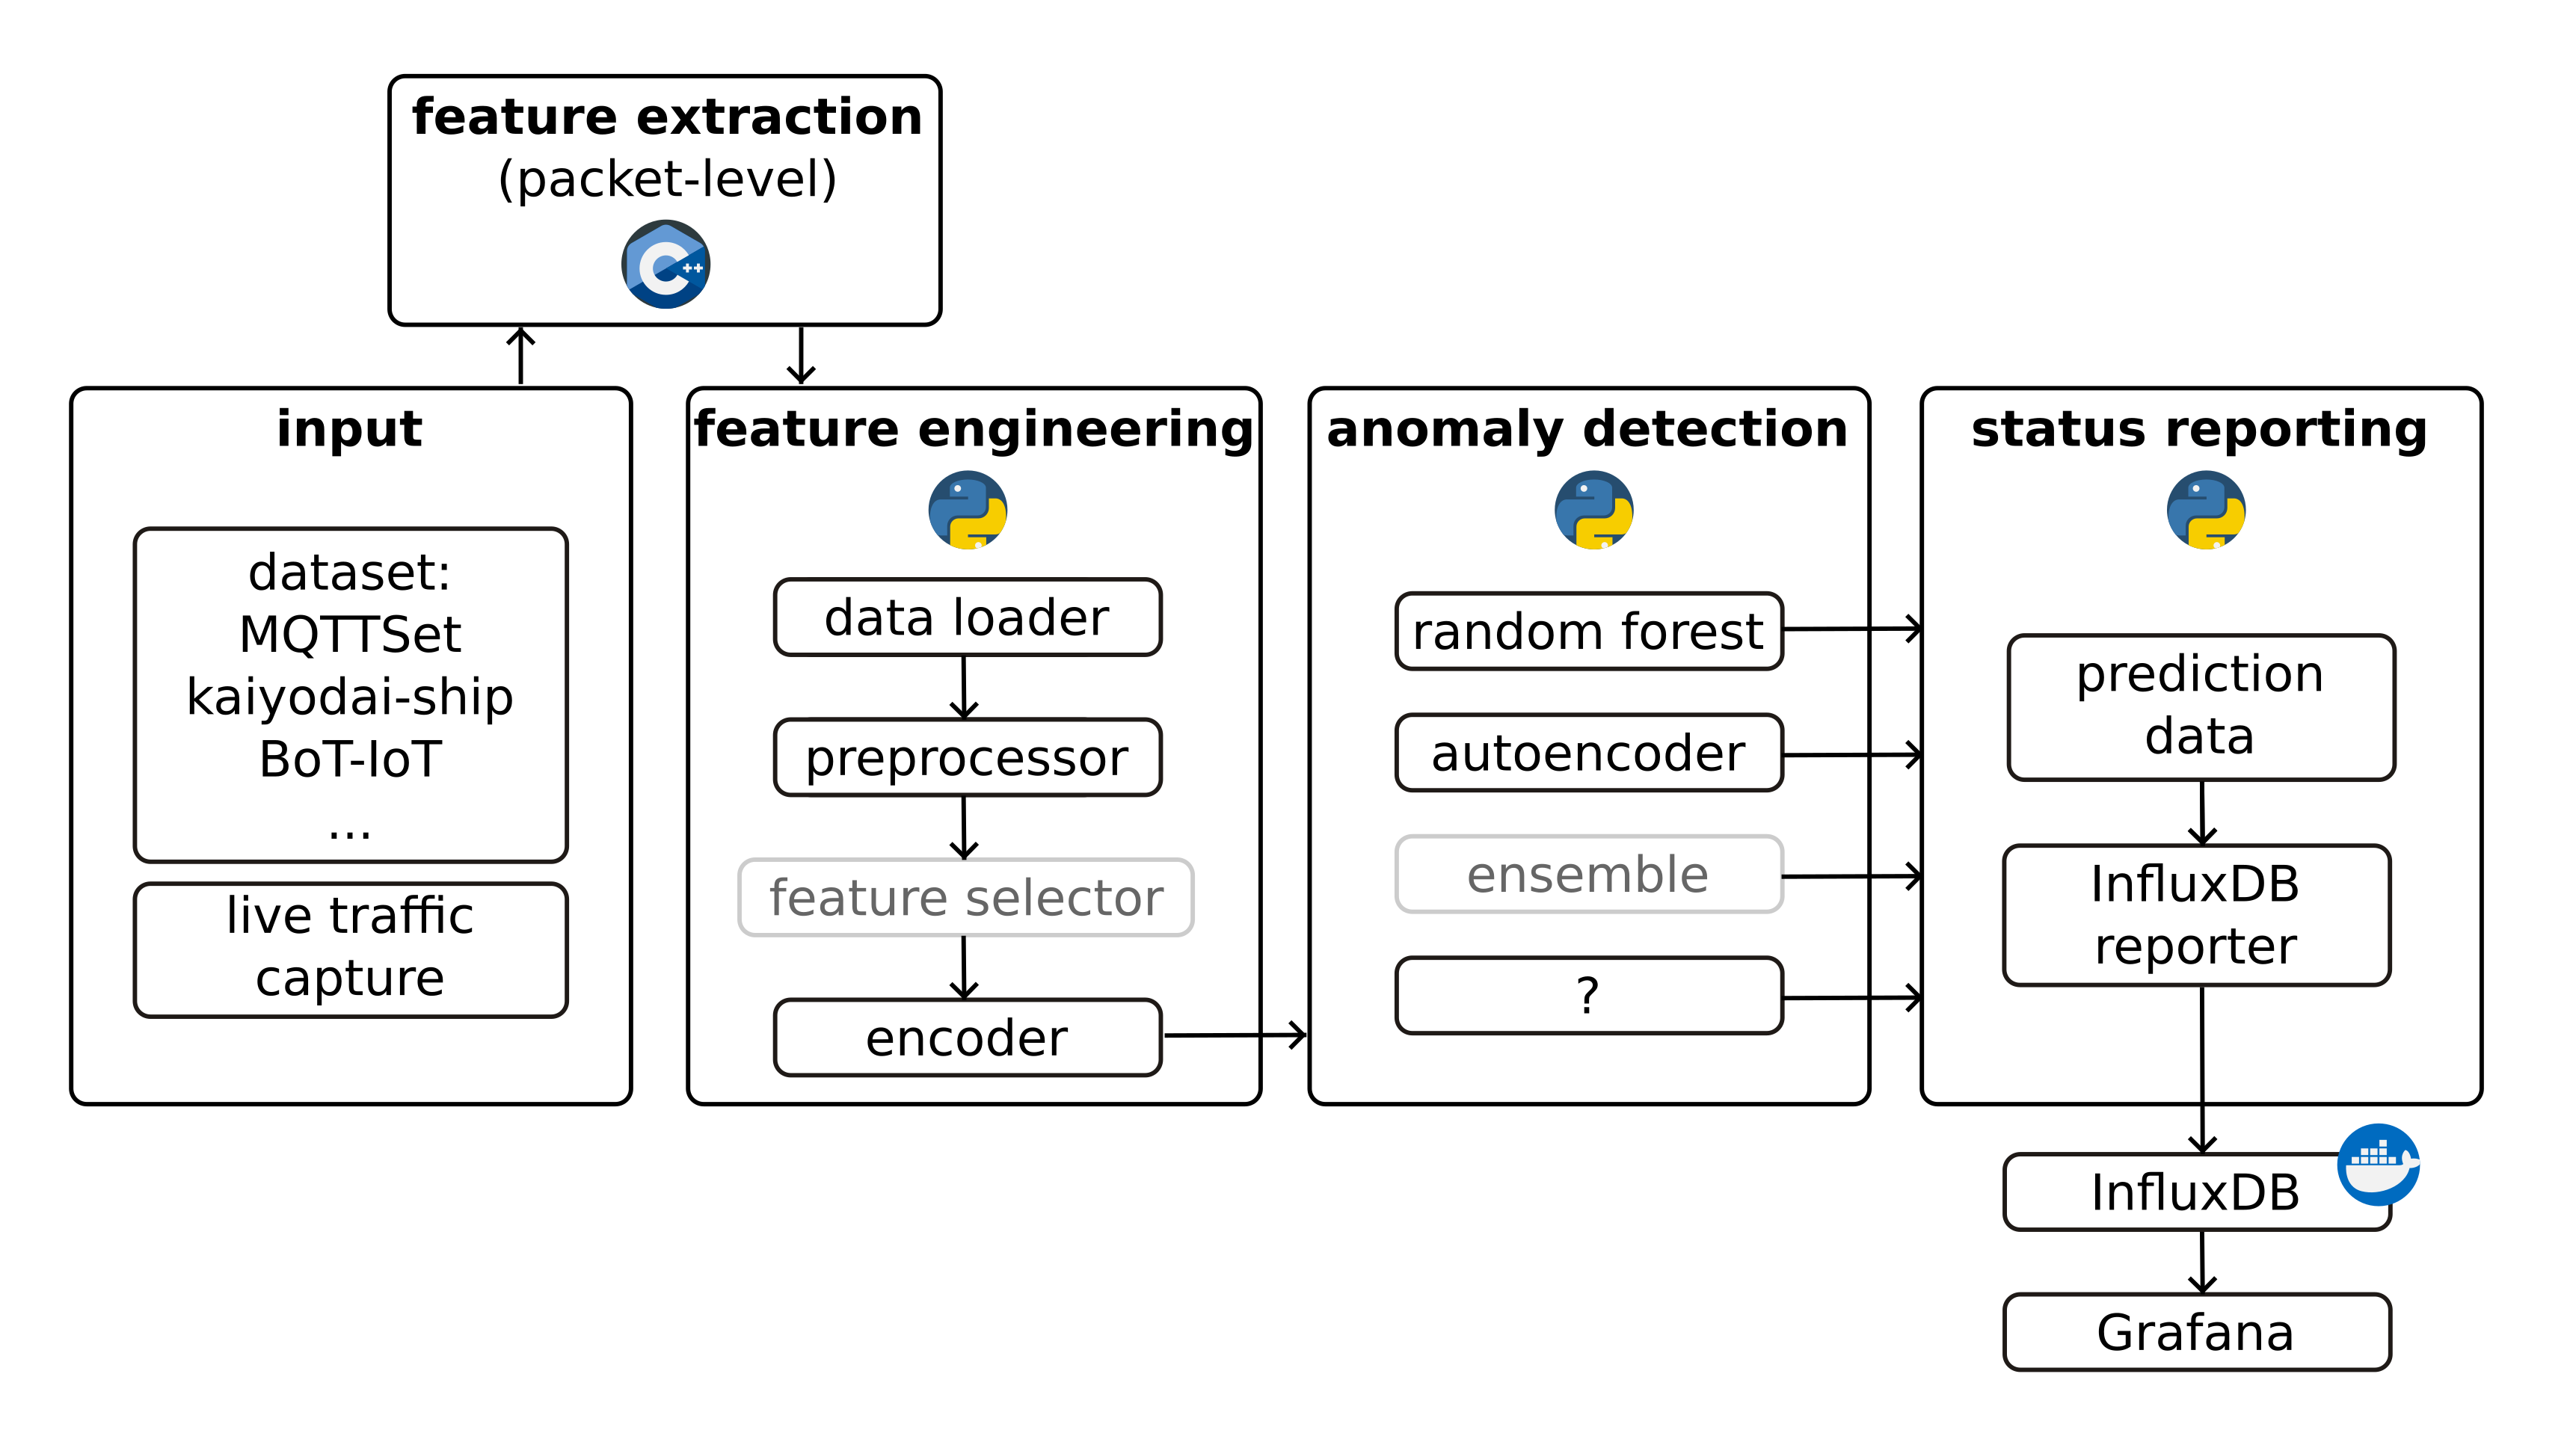 feature extraction
(packet-level)
C++
input
dataset:
MQTTSet
kaiyodai-ship
BoT-IoT
...
live traffic
capture
feature engineering
data loader
preprocessor
feature selector
encoder
anomaly detection
random forest
autoencoder
ensemble
?
status reporting
prediction
data
InfluxDB
reporter
InfluxDB
Grafana